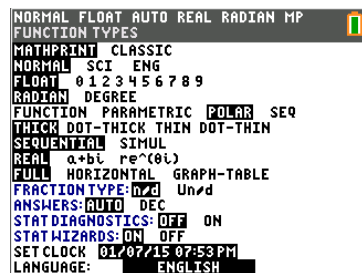 NORMAL FLOAT AUTO REAL RADIAN MP
FUNCTION TYPES
MATHPRINT CLASSIC
NORMAL SCI ENG
FLOAT 0 1 2 3 4 5 6 7 8 9
RADIAN DEGREE
FUNCTION PARAMETRIC POLAR SEQ
THICK DOT-THICK THIN DOT-THIN
SEQUENTIAL SIMUL
REAL a+bi re^(θi)
FULL HORIZONTAL GRAPH-TABLE
FRACTION TYPE: n/d Un/d
ANSWERS: AUTO DEC
STAT DIAGNOSTICS: OFF ON
STAT WIZARDS: ON OFF
SET CLOCK 01/07/15 07:53 PM
LANGUAGE: ENGLISH